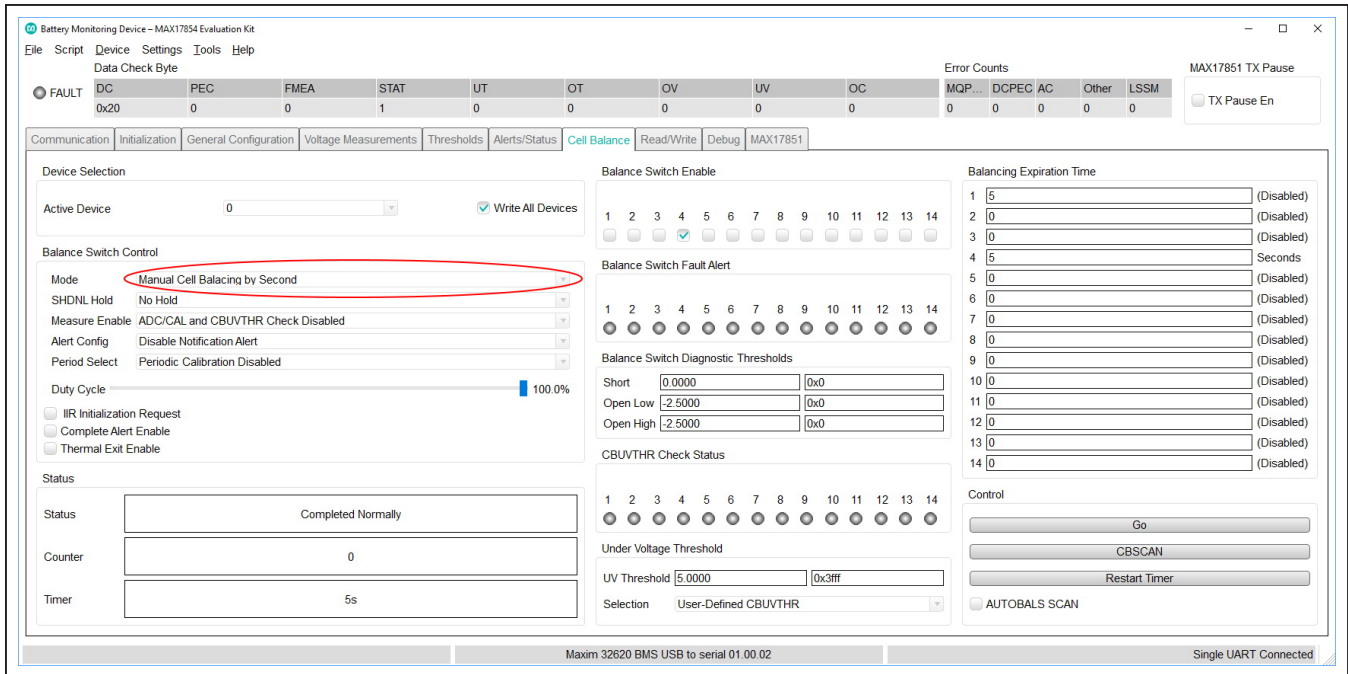 Battery Monitoring Device – MAX17854 Evaluation Kit
File Script Device Settings Tools Help
Data Check Byte
Error Counts
MAX17851 TX Pause
FAULT
DC PEC FMEA STAT UT OT OV UV OC
MQP... DCPEC AC Other LSSM
0x20 0 0 1 0 0 0 0 0
0 0 0 0 0
TX Pause En
Communication Initialization General Configuration Voltage Measurements Thresholds Alerts/Status Cell Balance Read/Write Debug MAX17851
Device Selection
Active Device 0 Write All Devices
Balance Switch Control
Mode Manual Cell Balacing by Second
SHDNL Hold No Hold
Measure Enable ADC/CAL and CBUVTHR Check Disabled
Alert Config Disable Notification Alert
Period Select Periodic Calibration Disabled
Duty Cycle 100.0%
IIR Initialization Request
Complete Alert Enable
Thermal Exit Enable
Status
Status Completed Normally
Counter 0
Timer 5s
Balance Switch Enable
1 2 3 4 5 6 7 8 9 10 11 12 13 14
Balance Switch Fault Alert
1 2 3 4 5 6 7 8 9 10 11 12 13 14
Balance Switch Diagnostic Thresholds
Short 0.0000 0x0
Open Low -2.5000 0x0
Open High -2.5000 0x0
CBUVTHR Check Status
1 2 3 4 5 6 7 8 9 10 11 12 13 14
Under Voltage Threshold
UV Threshold 5.0000 0x3fff
Selection User-Defined CBUVTHR
Balancing Expiration Time
1 5 (Disabled)
2 0 (Disabled)
3 0 (Disabled)
4 5 Seconds
5 0 (Disabled)
6 0 (Disabled)
7 0 (Disabled)
8 0 (Disabled)
9 0 (Disabled)
10 0 (Disabled)
11 0 (Disabled)
12 0 (Disabled)
13 0 (Disabled)
14 0 (Disabled)
Control
Go
CBSCAN
Restart Timer
AUTOBALS SCAN
Maxim 32620 BMS USB to serial 01.00.02
Single UART Connected